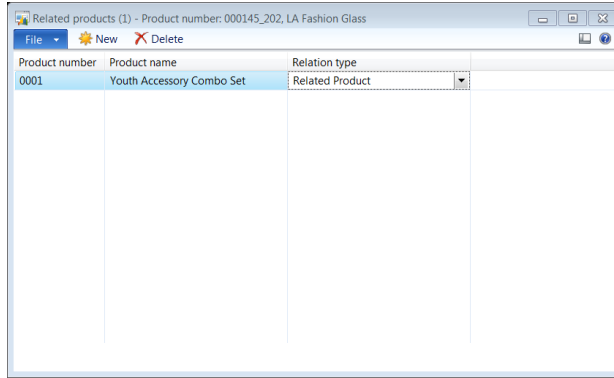 Related products (1) - Product number: 000145_202, LA Fashion Glass
File New Delete
Product number Product name Relation type
0001 Youth Accessory Combo Set Related Product